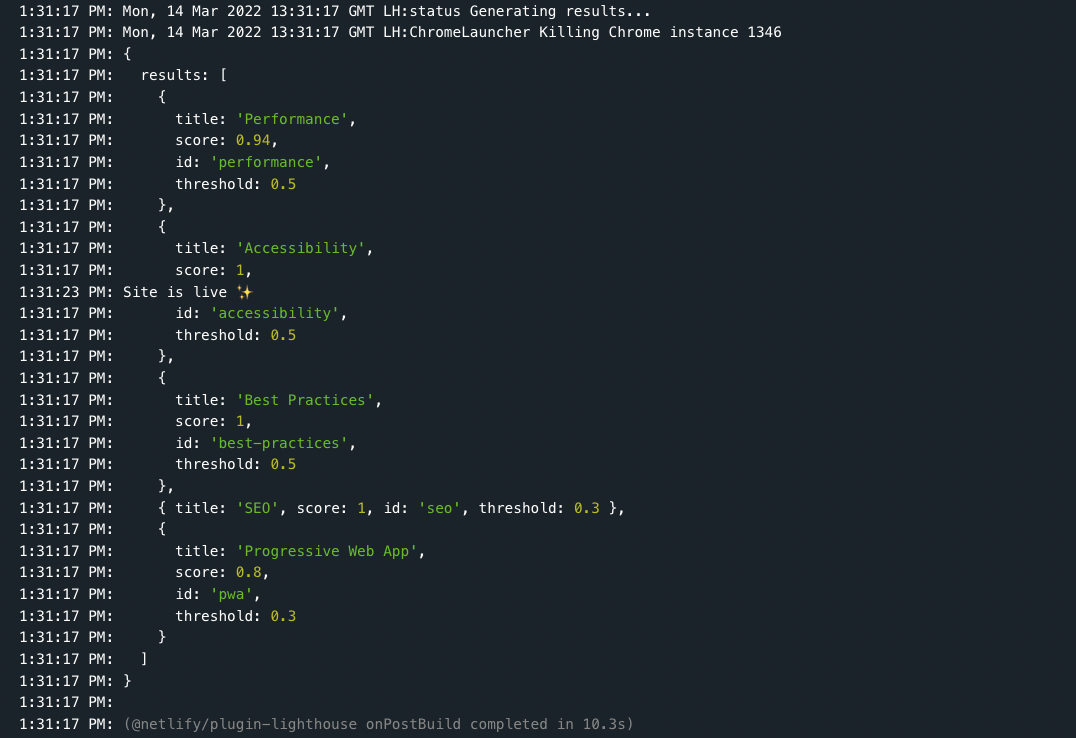 1:31:17 PM: Mon, 14 Mar 2022 13:31:17 GMT LH:status Generating results...
1:31:17 PM: Mon, 14 Mar 2022 13:31:17 GMT LH:ChromeLauncher Killing Chrome instance 1346
1:31:17 PM: {
1:31:17 PM:   results: [
1:31:17 PM:     {
1:31:17 PM:       title: 'Performance',
1:31:17 PM:       score: 0.94,
1:31:17 PM:       id: 'performance',
1:31:17 PM:       threshold: 0.5
1:31:17 PM:     },
1:31:17 PM:     {
1:31:17 PM:       title: 'Accessibility',
1:31:17 PM:       score: 1,
1:31:23 PM: Site is live ✨
1:31:17 PM:       id: 'accessibility',
1:31:17 PM:       threshold: 0.5
1:31:17 PM:     },
1:31:17 PM:     {
1:31:17 PM:       title: 'Best Practices',
1:31:17 PM:       score: 1,
1:31:17 PM:       id: 'best-practices',
1:31:17 PM:       threshold: 0.5
1:31:17 PM:     },
1:31:17 PM:     { title: 'SEO', score: 1, id: 'seo', threshold: 0.3 },
1:31:17 PM:     {
1:31:17 PM:       title: 'Progressive Web App',
1:31:17 PM:       score: 0.8,
1:31:17 PM:       id: 'pwa',
1:31:17 PM:       threshold: 0.3
1:31:17 PM:     }
1:31:17 PM:   ]
1:31:17 PM: }
1:31:17 PM:
1:31:17 PM: (@netlify/plugin-lighthouse onPostBuild completed in 10.3s)